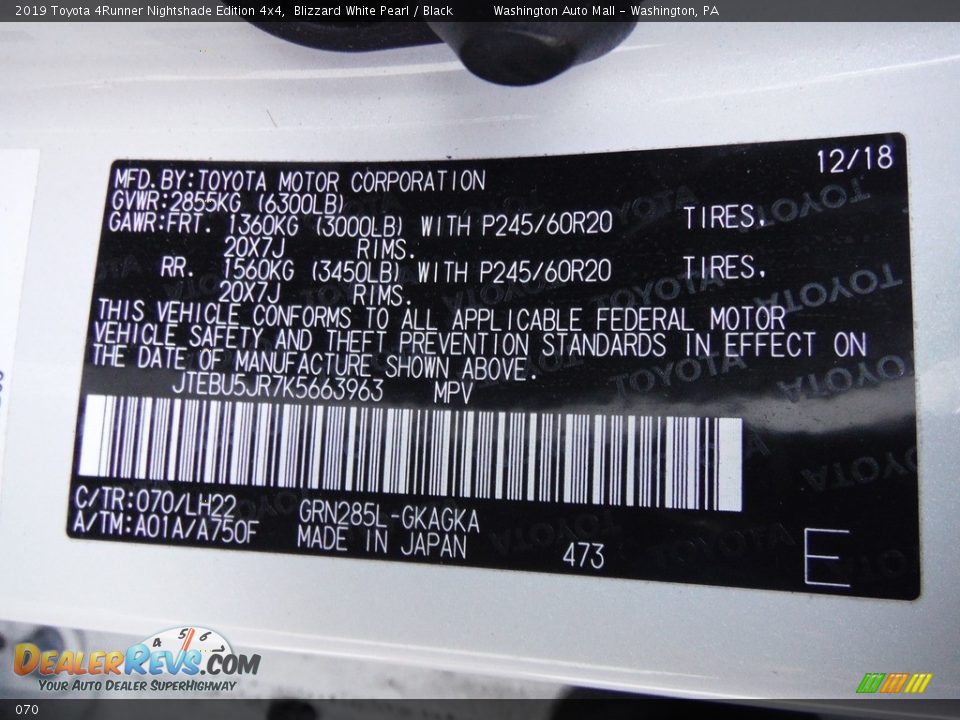 2019 Toyota 4Runner Nightshade Edition 4x4, Blizzard White Pearl / Black Washington Auto Mall - Washington, PA
12/18
MFD.BY:TOYOTA MOTOR CORPORATION
GVWR:2855KG (6300LB)
GAWR:FRT. 1360KG (3000LB) WITH P245/60R20 TIRES,
20X7J RIMS.
RR. 1560KG (3450LB) WITH P245/60R20 TIRES,
20X7J RIMS.
THIS VEHICLE CONFORMS TO ALL APPLICABLE FEDERAL MOTOR
VEHICLE SAFETY AND THEFT PREVENTION STANDARDS IN EFFECT ON
THE DATE OF MANUFACTURE SHOWN ABOVE.
JTEBU5JR7K5663963 MPV
C/TR:070/LH22 GRN285L-GKAGKA
A/TM:A01A/A750F MADE IN JAPAN 473 E
4 5 6
DEALERREVS.COM
YOUR AUTO DEALER SUPERHIGHWAY
070